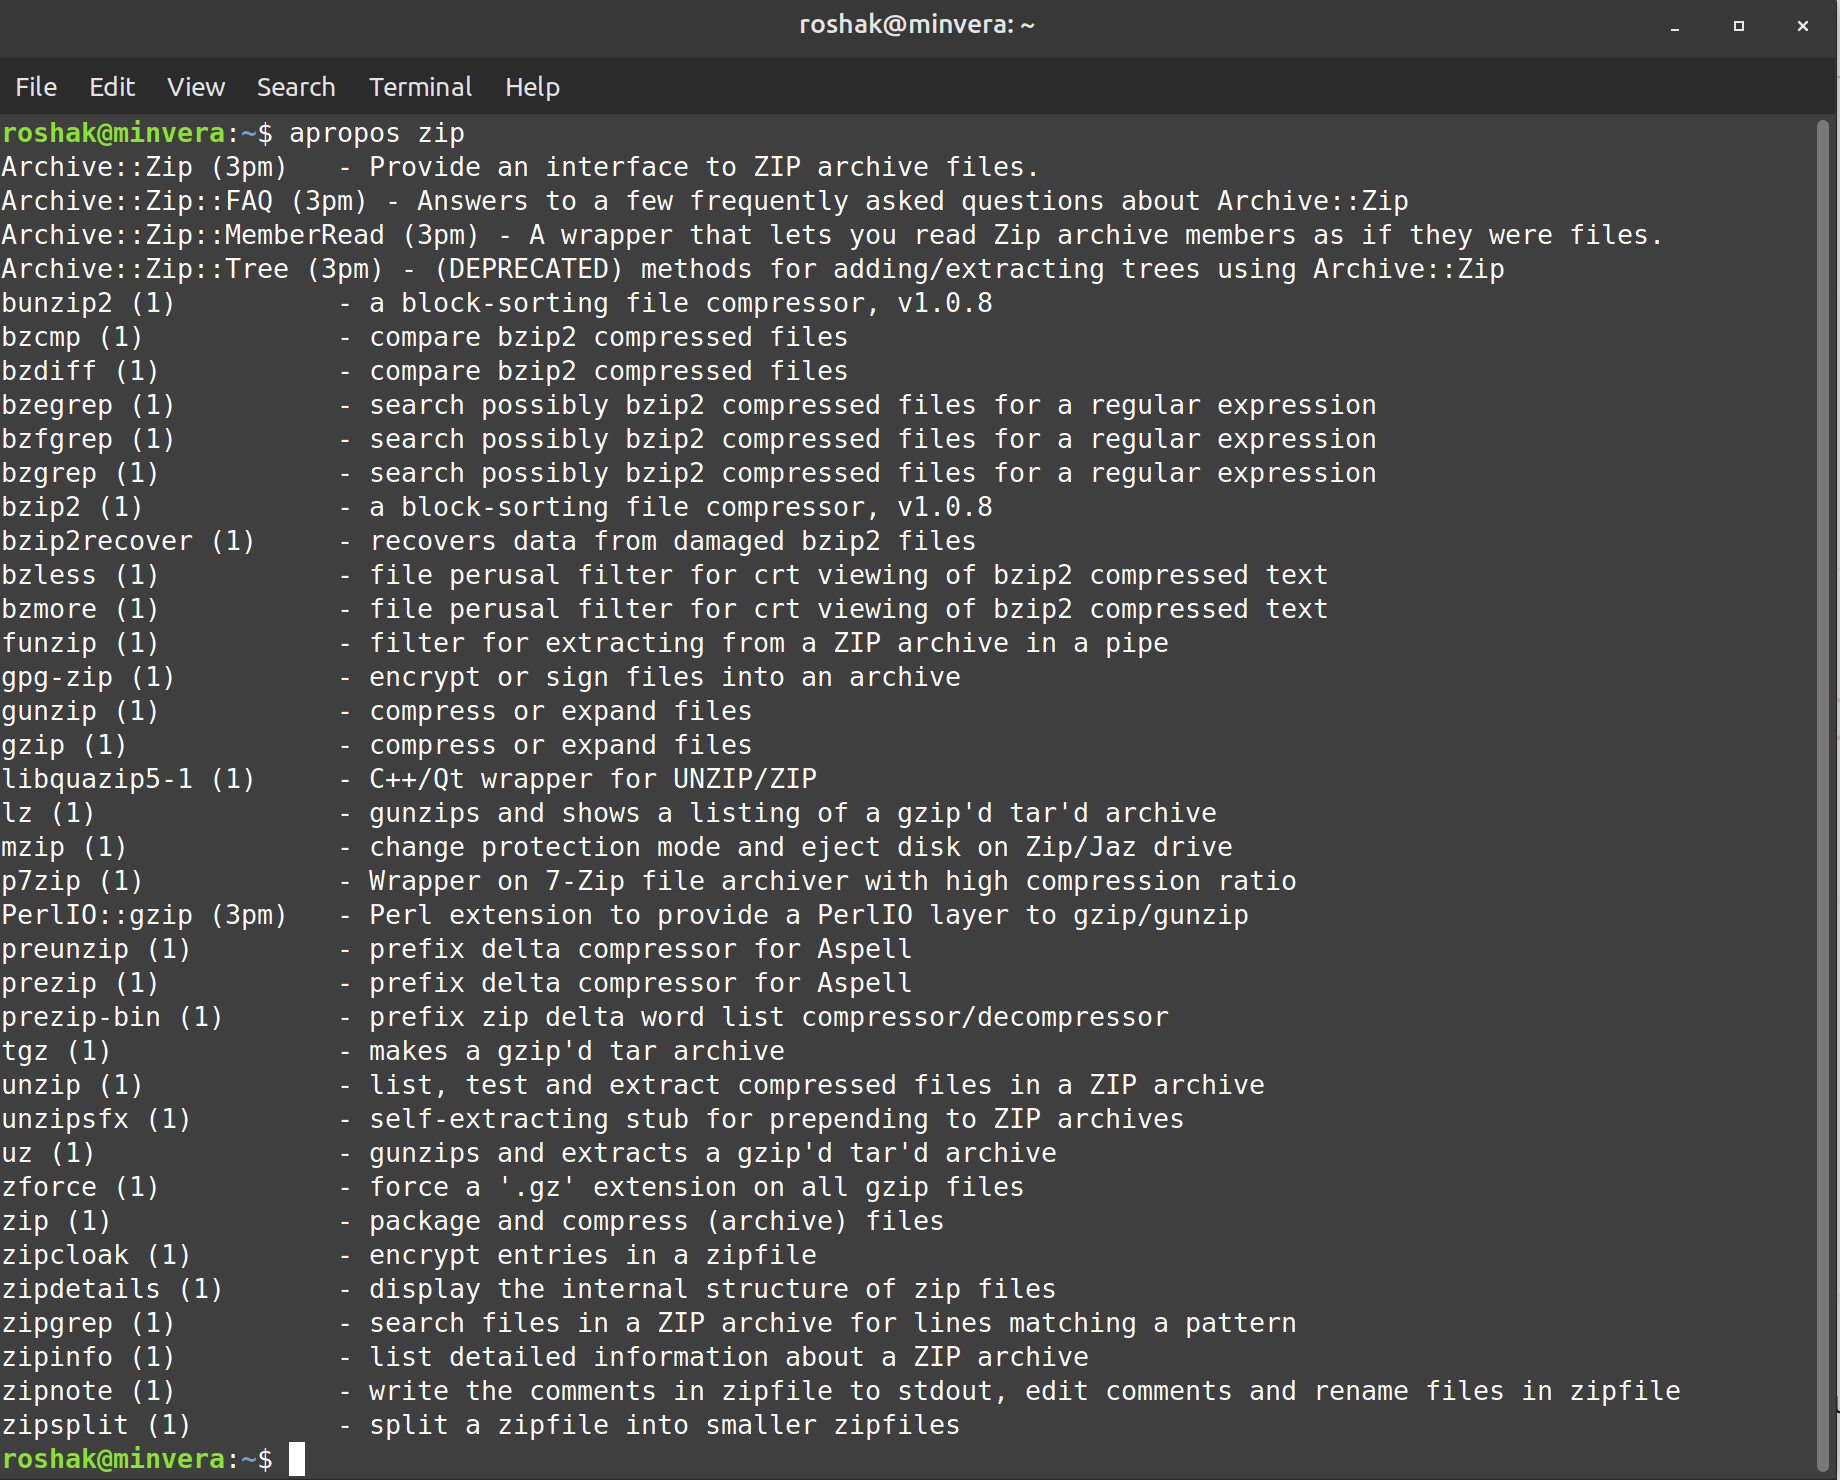 roshak@minvera: ~
File Edit View Search Terminal Help
roshak@minvera:~$ apropos zip
Archive::Zip (3pm)   - Provide an interface to ZIP archive files.
Archive::Zip::FAQ (3pm) - Answers to a few frequently asked questions about Archive::Zip
Archive::Zip::MemberRead (3pm) - A wrapper that lets you read Zip archive members as if they were files.
Archive::Zip::Tree (3pm) - (DEPRECATED) methods for adding/extracting trees using Archive::Zip
bunzip2 (1)          - a block-sorting file compressor, v1.0.8
bzcmp (1)            - compare bzip2 compressed files
bzdiff (1)           - compare bzip2 compressed files
bzegrep (1)          - search possibly bzip2 compressed files for a regular expression
bzfgrep (1)          - search possibly bzip2 compressed files for a regular expression
bzgrep (1)           - search possibly bzip2 compressed files for a regular expression
bzip2 (1)            - a block-sorting file compressor, v1.0.8
bzip2recover (1)     - recovers data from damaged bzip2 files
bzless (1)           - file perusal filter for crt viewing of bzip2 compressed text
bzmore (1)           - file perusal filter for crt viewing of bzip2 compressed text
funzip (1)           - filter for extracting from a ZIP archive in a pipe
gpg-zip (1)          - encrypt or sign files into an archive
gunzip (1)           - compress or expand files
gzip (1)             - compress or expand files
libquazip5-1 (1)     - C++/Qt wrapper for UNZIP/ZIP
lz (1)               - gunzips and shows a listing of a gzip'd tar'd archive
mzip (1)             - change protection mode and eject disk on Zip/Jaz drive
p7zip (1)            - Wrapper on 7-Zip file archiver with high compression ratio
PerlIO::gzip (3pm)   - Perl extension to provide a PerlIO layer to gzip/gunzip
preunzip (1)         - prefix delta compressor for Aspell
prezip (1)           - prefix delta compressor for Aspell
prezip-bin (1)       - prefix zip delta word list compressor/decompressor
tgz (1)              - makes a gzip'd tar archive
unzip (1)            - list, test and extract compressed files in a ZIP archive
unzipsfx (1)         - self-extracting stub for prepending to ZIP archives
uz (1)               - gunzips and extracts a gzip'd tar'd archive
zforce (1)           - force a '.gz' extension on all gzip files
zip (1)              - package and compress (archive) files
zipcloak (1)         - encrypt entries in a zipfile
zipdetails (1)       - display the internal structure of zip files
zipgrep (1)          - search files in a ZIP archive for lines matching a pattern
zipinfo (1)          - list detailed information about a ZIP archive
zipnote (1)          - write the comments in zipfile to stdout, edit comments and rename files in zipfile
zipsplit (1)         - split a zipfile into smaller zipfiles
roshak@minvera:~$